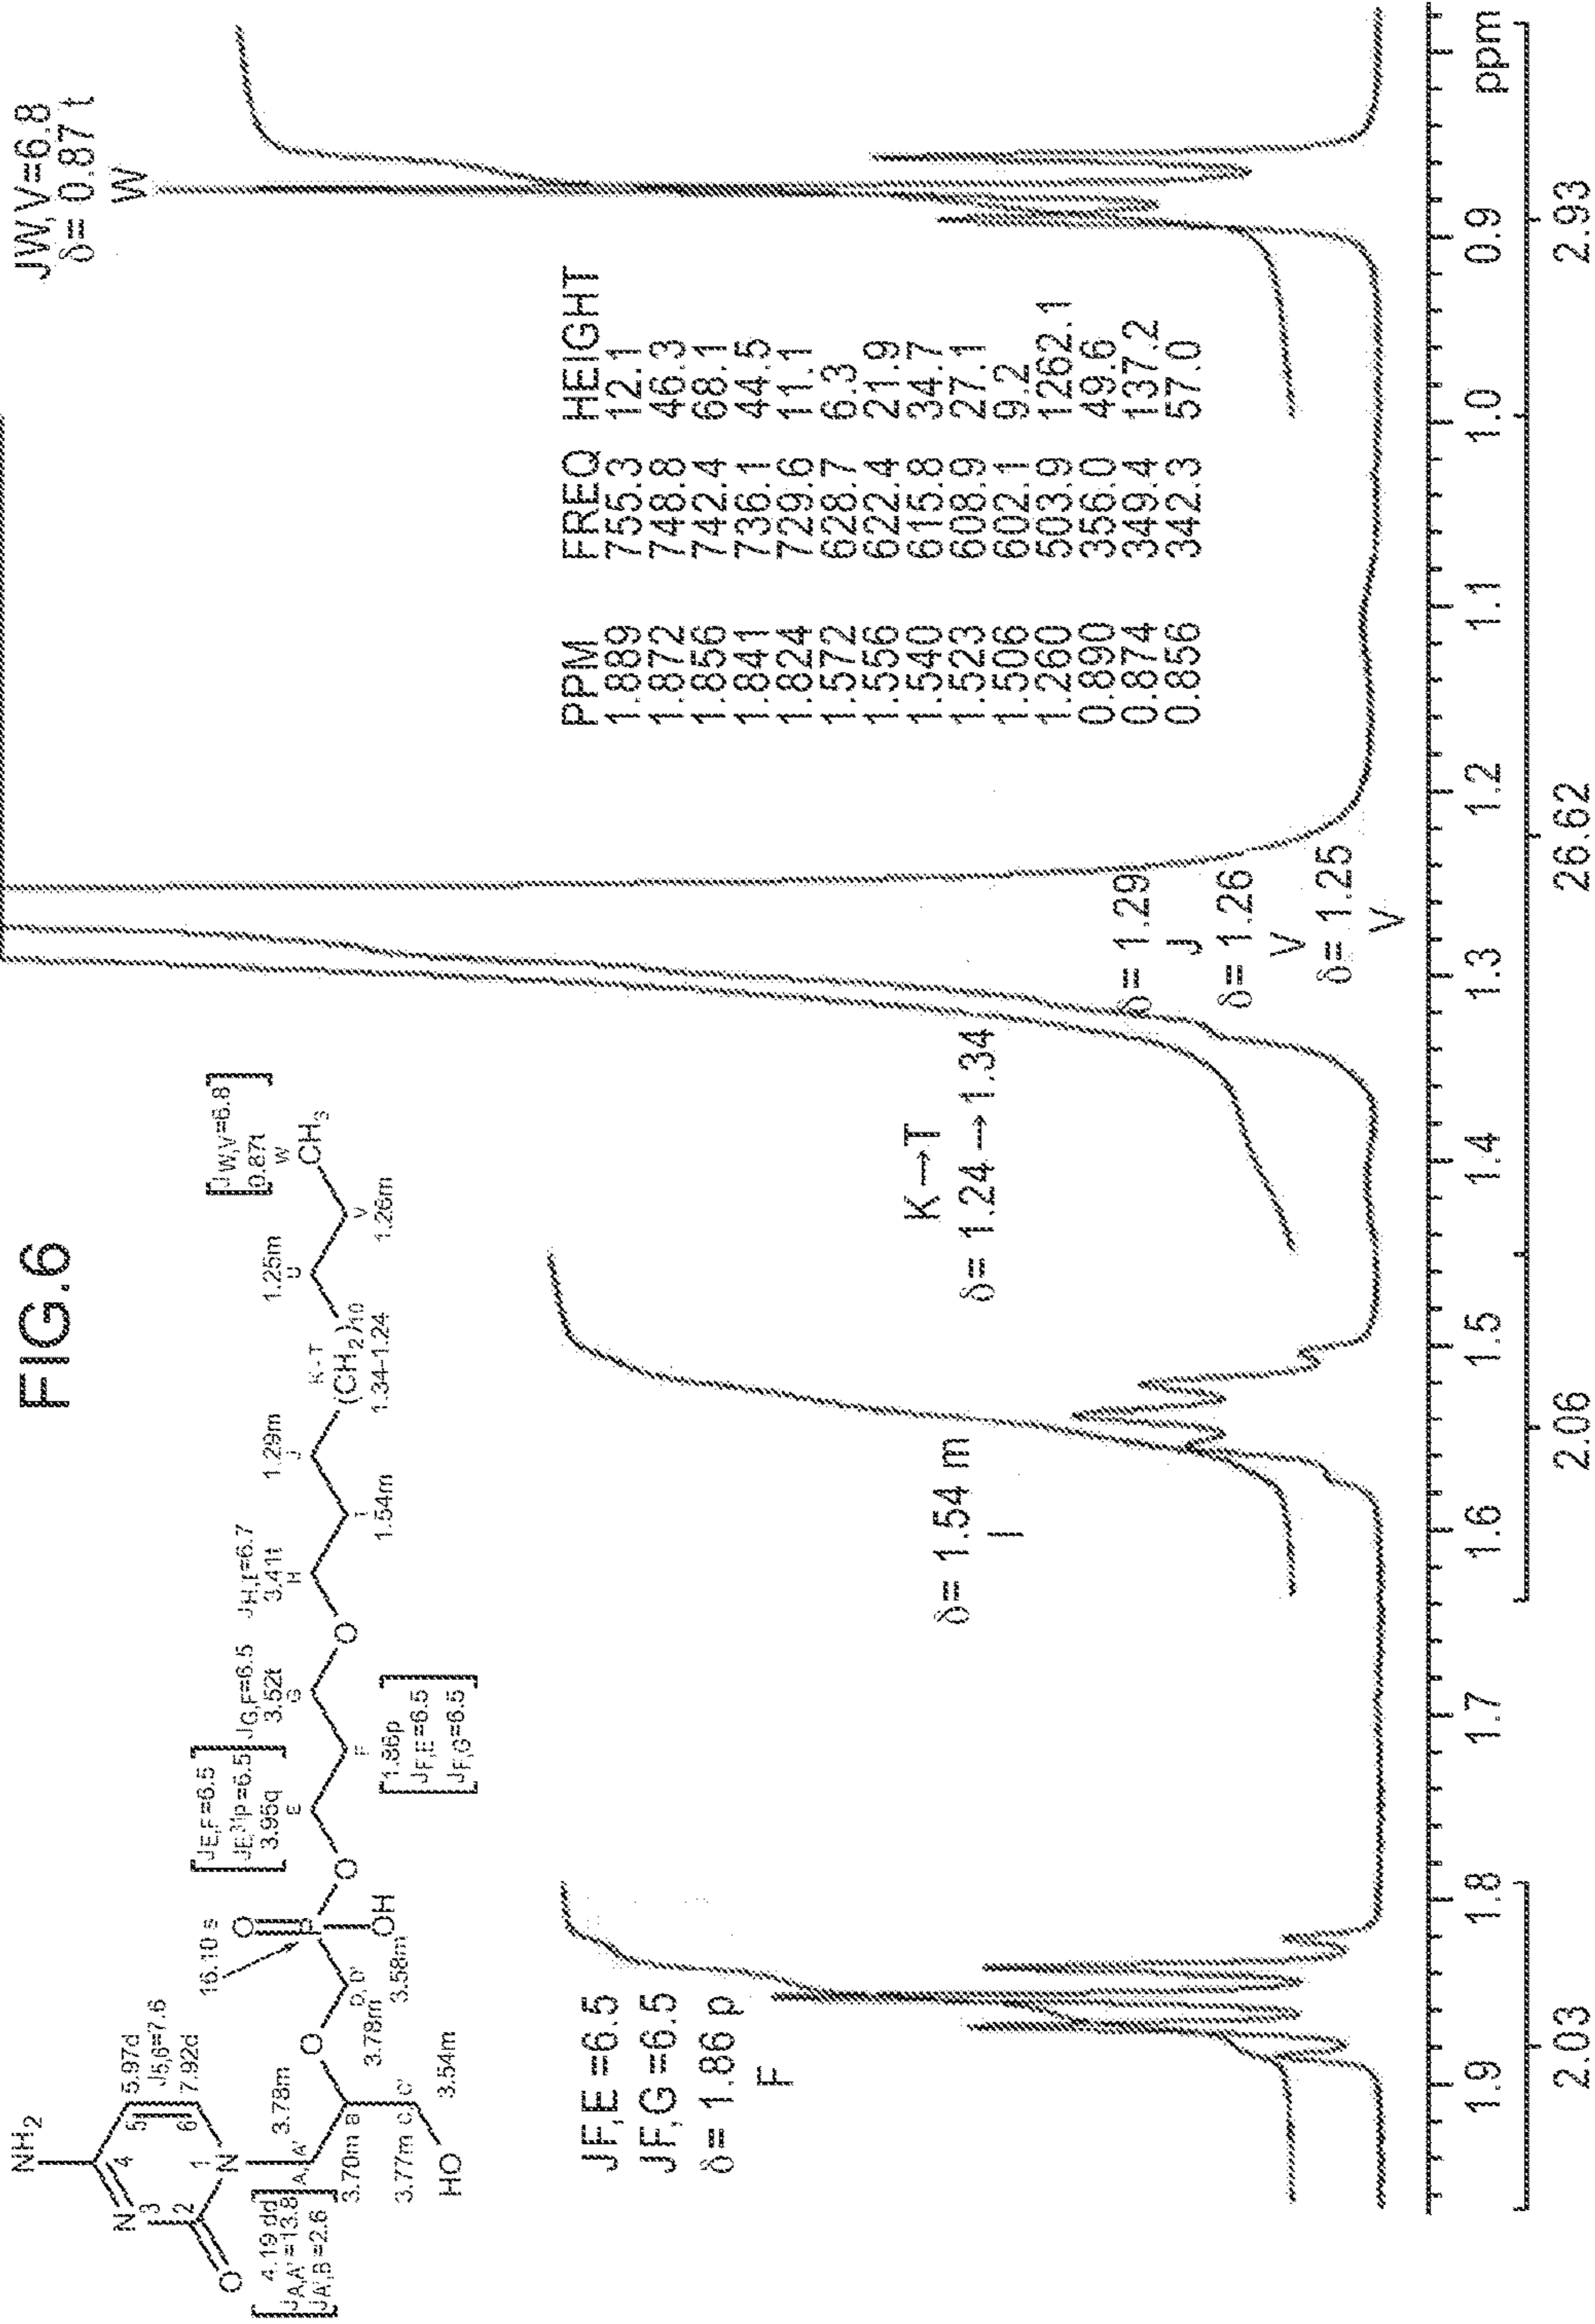 FIG.6
NH2
4
N
3
5
5.97d
J5,6=7.6
6
7.92d
2
1
N
O
4.19 dd
JA,A'=13.8
JA',B=2.6
A,A'
3.78m
3.70m B
3.77m C,C'
3.54m
HO
O
3.78m
D,D'
3.58m
16.10 s
O
P
OH
O
JE,F=6.5
JE,31P=6.5
3.95q
E
F
1.86p
JF,E=6.5
JF,G=6.5
JG,F=6.5
3.52t
G
O
JH,I=6.7
3.41t
H
I
1.54m
1.29m
J
K-T
(CH2)10
1.34-1.24
1.25m
U
V
1.26m
JW,V=6.8
0.87t
W
CH3
JW,V=6.8
δ=0.87 t
W
JF,E=6.5
JF,G=6.5
δ=1.86 p
F
δ=1.54 m
I
K→T
δ=1.24→1.34
δ=1.29
J
δ=1.26
V
δ=1.25
V
PPM FREQ HEIGHT
1.889 755.3 12.1
1.872 748.8 46.3
1.856 742.4 68.1
1.841 736.1 44.5
1.824 729.6 11.1
1.572 628.7 6.3
1.556 622.4 21.9
1.540 615.8 34.7
1.523 608.9 27.1
1.506 602.1 9.2
1.260 503.9 1262.1
0.890 356.0 49.6
0.874 349.4 137.2
0.856 342.3 57.0
1.9 1.8 1.7 1.6 1.5 1.4 1.3 1.2 1.1 1.0 0.9 ppm
2.03 2.06 26.62 2.93